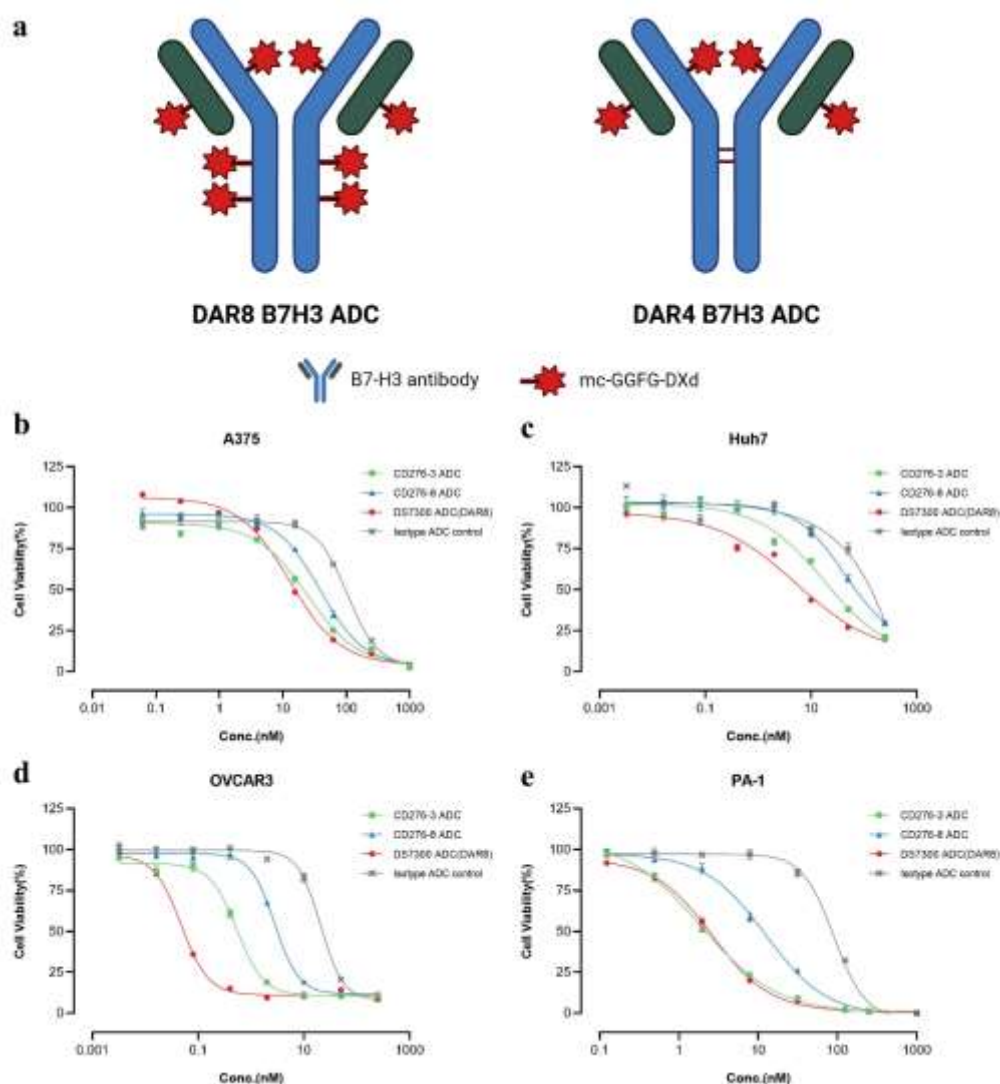 a
DAR8 B7H3 ADC
DAR4 B7H3 ADC
B7-H3 antibody
mc-GGFG-DXd
b
A375
125
100
75
50
25
0
Cell Viability(%)
0.01 0.1 1 10 100 1000
Conc.(nM)
CD276-3 ADC
CD276-8 ADC
DS7300 ADC(DAR8)
Isotype ADC control
c
Huh7
125
100
75
50
25
0
Cell Viability(%)
0.001 0.1 10 1000
Conc.(nM)
CD276-3 ADC
CD276-8 ADC
DS7300 ADC(DAR8)
Isotype ADC control
d
OVCAR3
125
100
75
50
25
0
Cell Viability(%)
0.001 0.1 10 1000
Conc.(nM)
CD276-3 ADC
CD276-8 ADC
DS7300 ADC(DAR8)
Isotype ADC control
e
PA-1
125
100
75
50
25
0
Cell Viability(%)
0.1 1 10 100 1000
Conc.(nM)
CD276-3 ADC
CD276-8 ADC
DS7300 ADC(DAR8)
Isotype ADC control